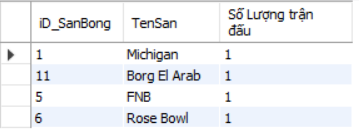 iD_SanBong TenSan Số Lượng trận
đấu
1 Michigan 1
11 Borg El Arab 1
5 FNB 1
6 Rose Bowl 1